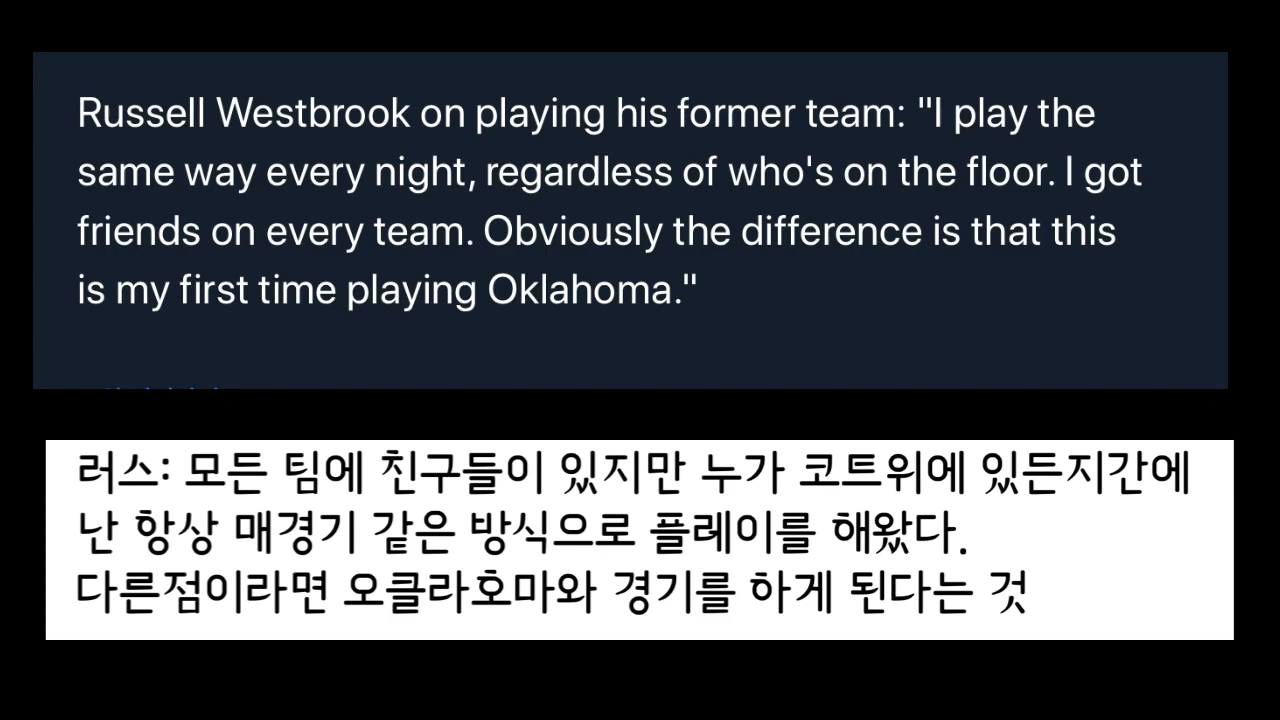 Russell Westbrook on playing his former team: "I play the
same way every night, regardless of who's on the floor. I got
friends on every team. Obviously the difference is that this
is my first time playing Oklahoma."
러스: 모든 팀에 친구들이 있지만 누가 코트위에 있든지간에
난 항상 매경기 같은 방식으로 플레이를 해왔다.
다른점이라면 오클라호마와 경기를 하게 된다는 것